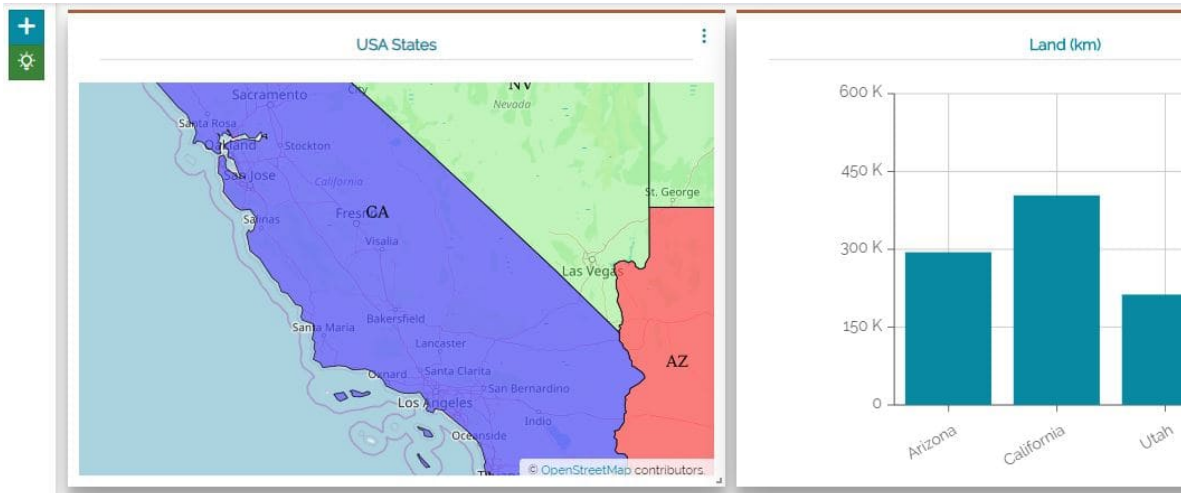 USA States
NV
City
Sacramento
Nevada
Santa Rosa
Oakland
Stockton
San Jose
California
St. George
Salinas
Fresno
CA
Visalia
Las Vegas
Santa Maria
Bakersfield
Lancaster
AZ
Oxnard
Santa Clarita
San Bernardino
Los Angeles
Indio
Oceanside
© OpenStreetMap contributors.
Land (km)
600 K
450 K
300 K
150 K
0
Arizona
California
Utah